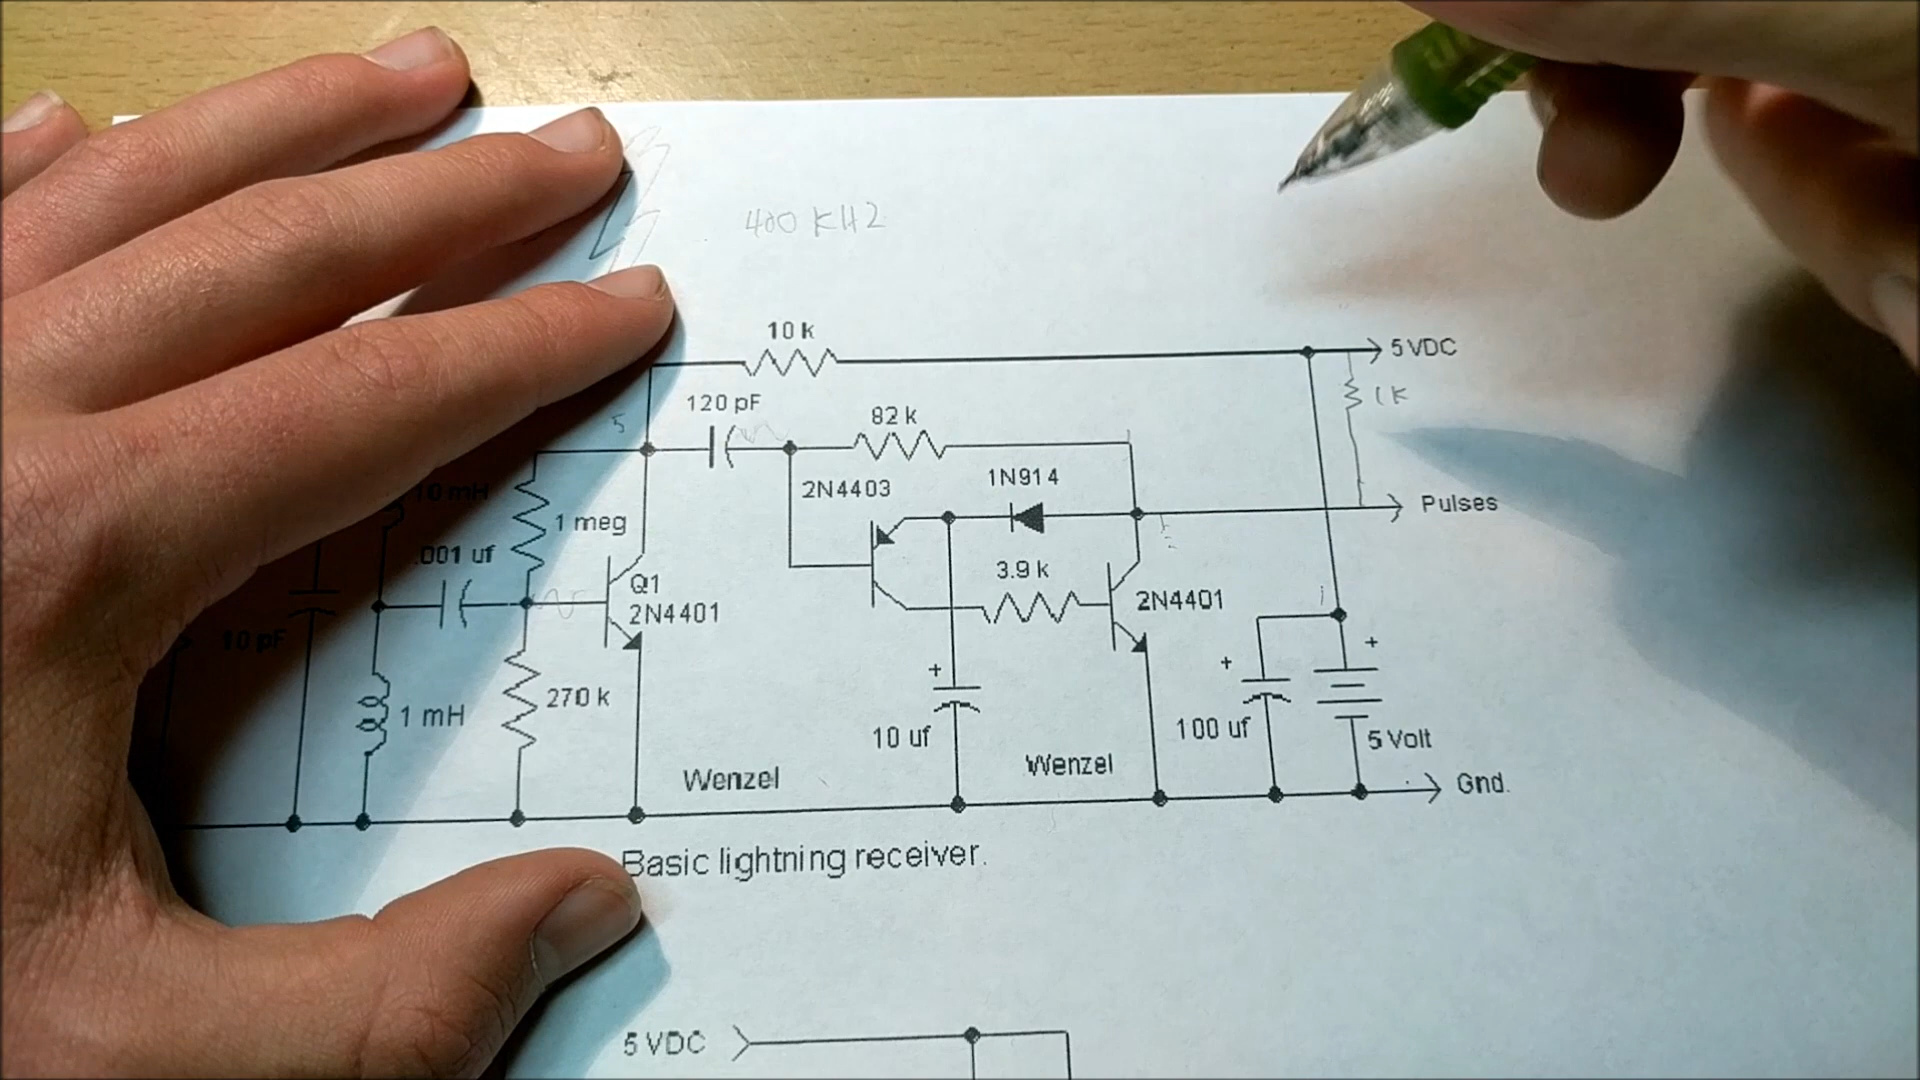 400 KHZ
10 k
5 VDC
1K
120 pF
82 k
5
2N4403
1N914
Pulses
10 mH
1 meg
.001 uf
3.9 k
Q1
2N4401
2N4401
10 pF
+
+
+
270 k
1 mH
10 uf
100 uf
5 Volt
Wenzel
Wenzel
Gnd.
Basic lightning receiver.
5 VDC